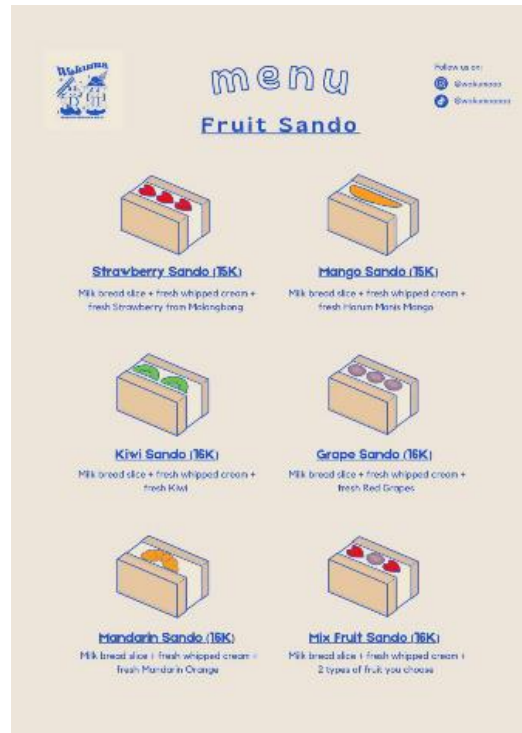 Wakuma
menu
Fruit Sando
Follow us on:
Strawberry Sando (15K)
Milk bread slice + fresh whipped cream +
fresh Strawberry from Malangbong
Mango Sando (15K)
Milk bread slice + fresh whipped cream +
fresh Harum Manis Mango
Kiwi Sando (16K)
Milk bread slice + fresh whipped cream +
fresh Kiwi
Grape Sando (16K)
Milk bread slice + fresh whipped cream +
fresh Red Grapes
Mandarin Sando (16K)
Milk bread slice + fresh whipped cream +
fresh Mandarin Orange
Mix Fruit Sando (16K)
Milk bread slice + fresh whipped cream +
2 types of fruit you choose